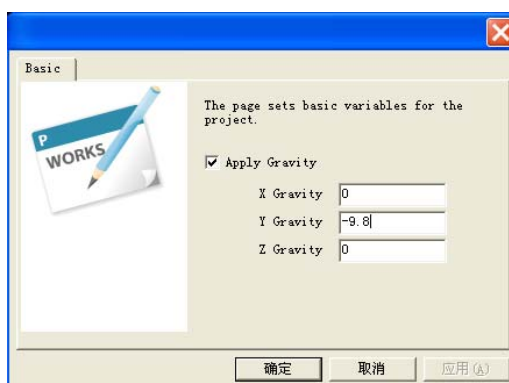 Basic
P
WORKS
The page sets basic variables for the
project.
Apply Gravity
X Gravity 0
Y Gravity -9.8
Z Gravity 0
确定 取消 应用(A)